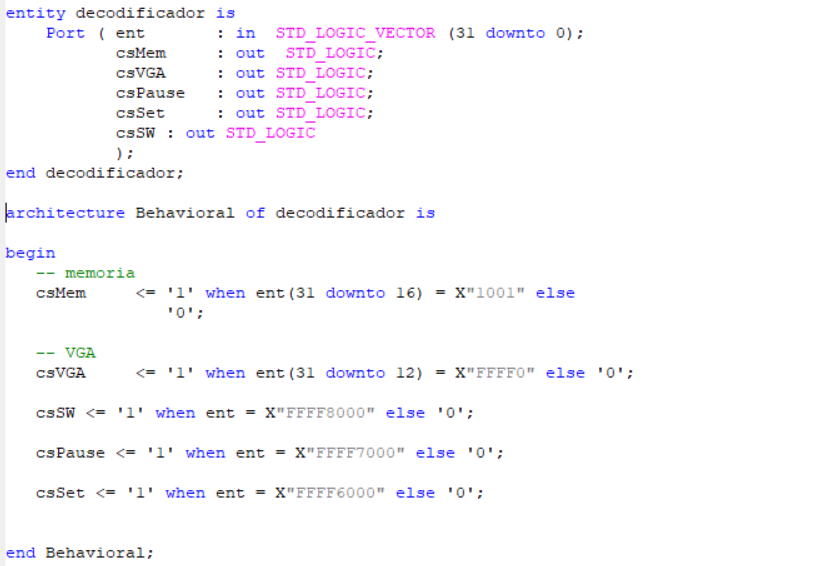 entity decodificador is
    Port ( ent       : in  STD_LOGIC_VECTOR (31 downto 0);
           csMem     : out  STD_LOGIC;
           csVGA     : out STD_LOGIC;
           csPause   : out STD_LOGIC;
           csSet     : out STD_LOGIC;
           csSW : out STD_LOGIC
           );
end decodificador;
architecture Behavioral of decodificador is
begin
   -- memoria
   csMem     <= '1' when ent(31 downto 16) = X"1001" else
                '0';
   -- VGA
   csVGA     <= '1' when ent(31 downto 12) = X"FFFF0" else '0';
   csSW <= '1' when ent = X"FFFF8000" else '0';
   csPause <= '1' when ent = X"FFFF7000" else '0';
   csSet <= '1' when ent = X"FFFF6000" else '0';
end Behavioral;